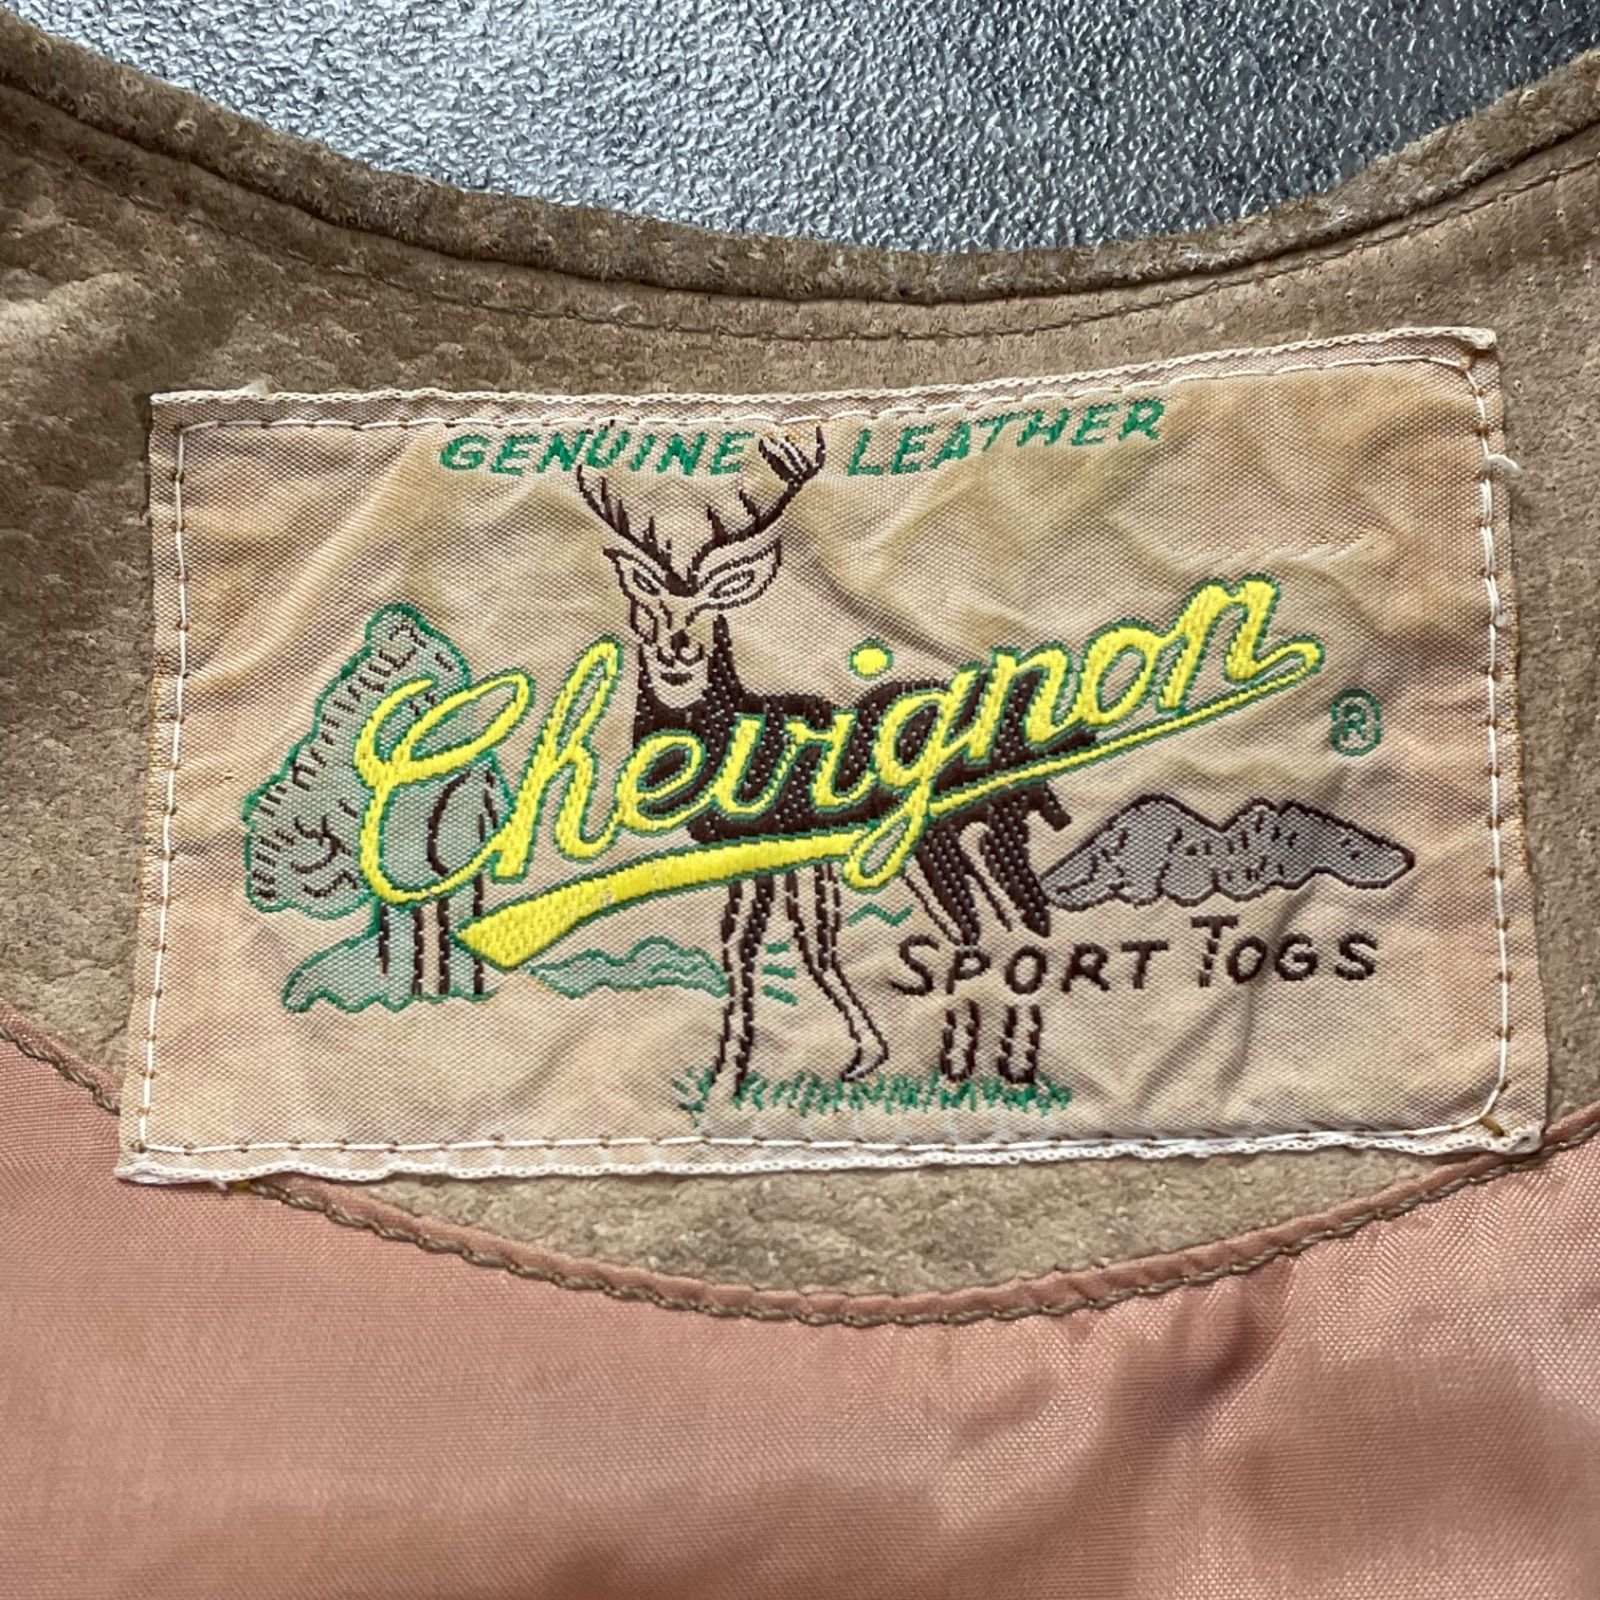 GENUINE LEATHER
Chevignon ®
SPORT TOGS